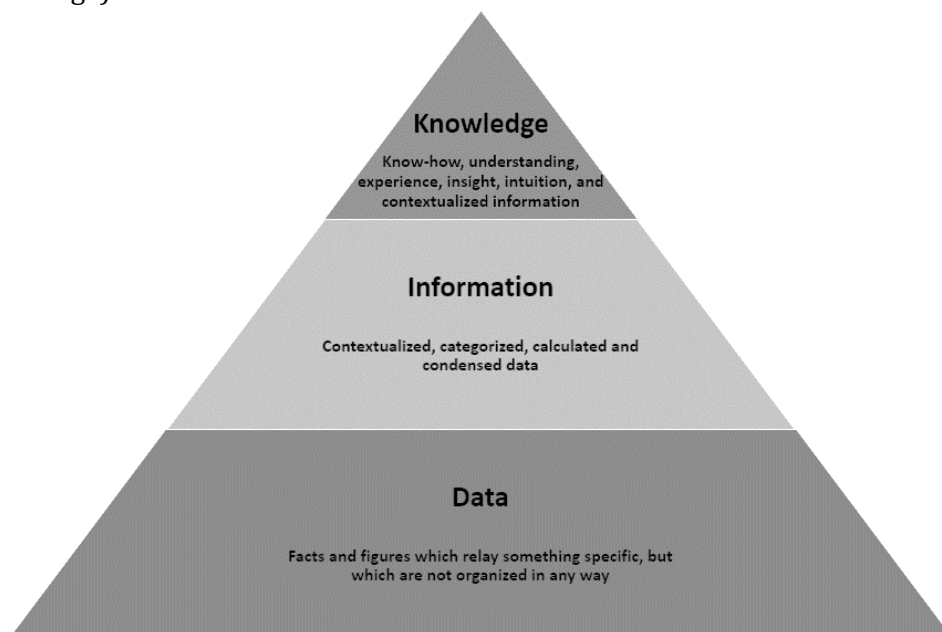 Knowledge
Know-how, understanding,
experience, insight, intuition, and
contextualized information
Information
Contextualized, categorized, calculated and
condensed data
Data
Facts and figures which relay something specific, but
which are not organized in any way